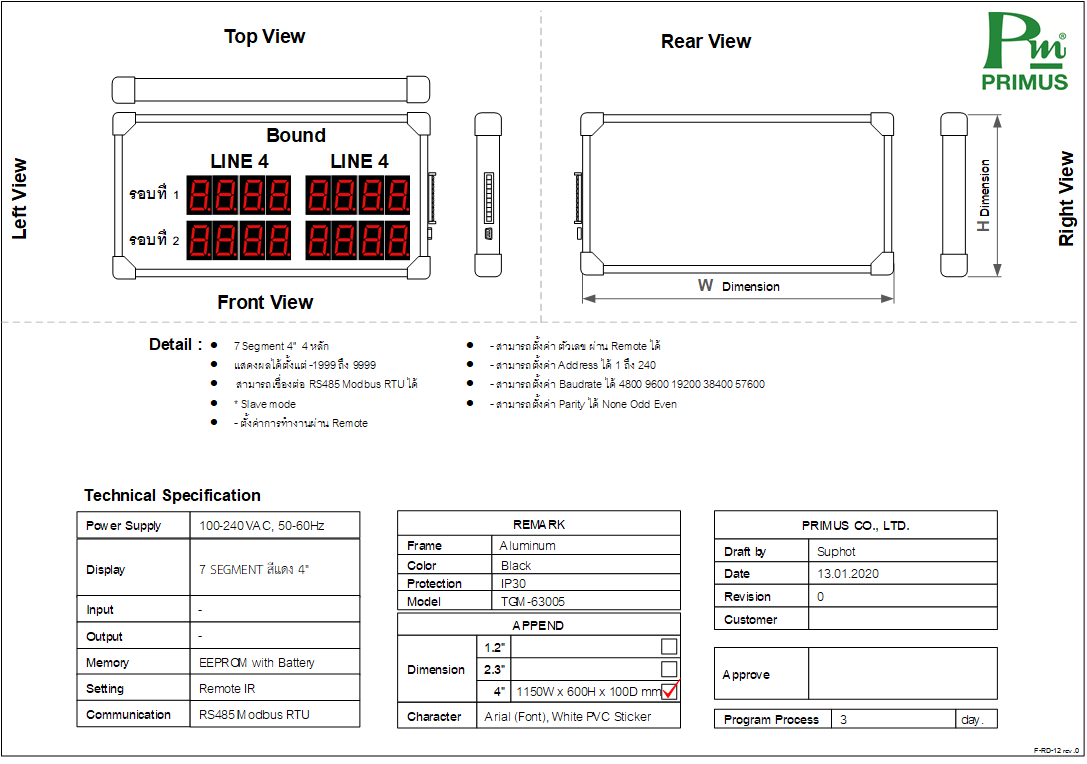 Top View
Rear View
Pm®
PRIMUS
Left View
Bound
LINE 4 LINE 4
รอบที่ 1 8.8.8.8. 8.8.8.8.
รอบที่ 2 8.8.8.8. 8.8.8.8.
Front View
H Dimension
W Dimension
Right View
Detail :
● 7 Segment 4" 4 หลัก
● แสดงผลได้ตั้งแต่ -1999 ถึง 9999
● สามารถเชื่องต่อ RS485 Modbus RTU ได้
● * Slave mode
● - ตั้งค่าการทำงานผ่าน Remote
● - สามารถตั้งค่า ตัวเลข ผ่าน Remote ได้
● - สามารถตั้งค่า Address ได้ 1 ถึง 240
● - สามารถตั้งค่า Baudrate ได้ 4800 9600 19200 38400 57600
● - สามารถตั้งค่า Parity ได้ None Odd Even
Technical Specification
Power Supply 100-240 VAC, 50-60Hz
Display 7 SEGMENT สีแดง 4"
Input -
Output -
Memory EEPROM with Battery
Setting Remote IR
Communication RS485 Modbus RTU
REMARK
Frame Aluminum
Color Black
Protection IP30
Model TGM-63005
APPEND
Dimension
1.2"
2.3"
4" 1150W x 600H x 100D mm
Character Arial (Font), White PVC Sticker
PRIMUS CO., LTD.
Draft by Suphot
Date 13.01.2020
Revision 0
Customer
Approve
Program Process 3 day.
F-RD-12 rev.0